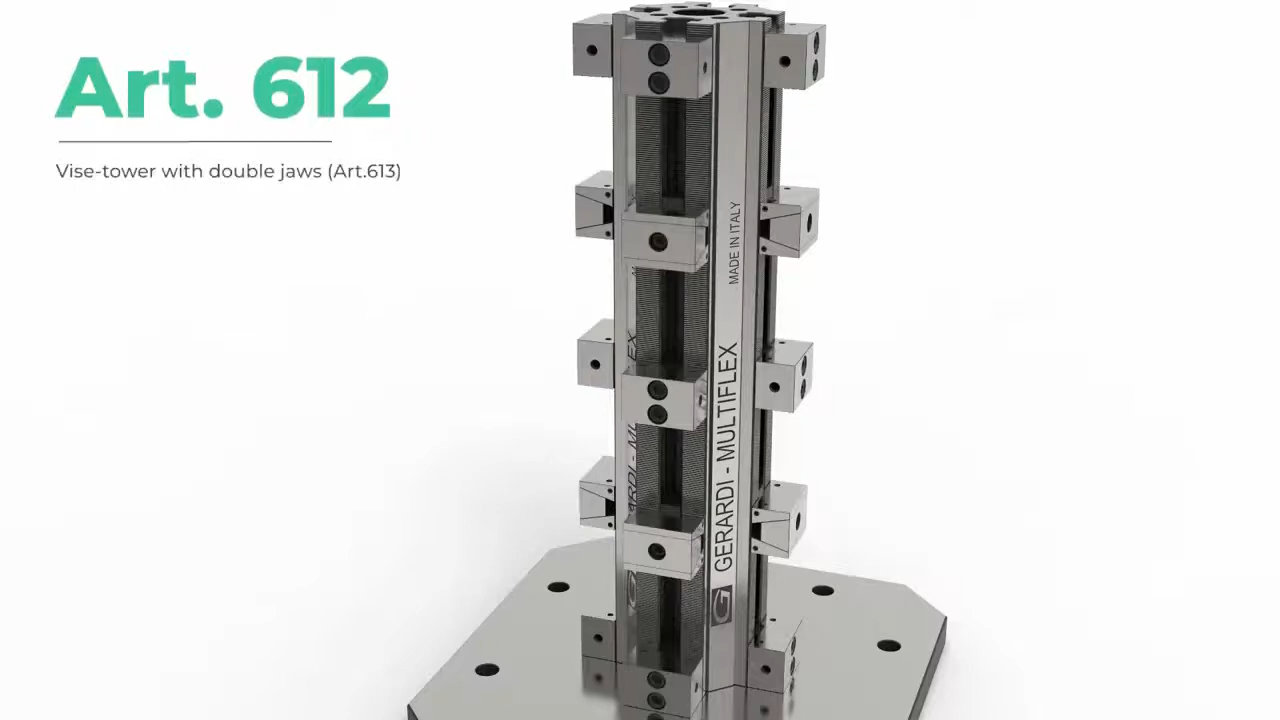 Art. 612
Vise-tower with double jaws (Art.613)
MADE IN ITALY
GERARDI - MULTIFLEX
G